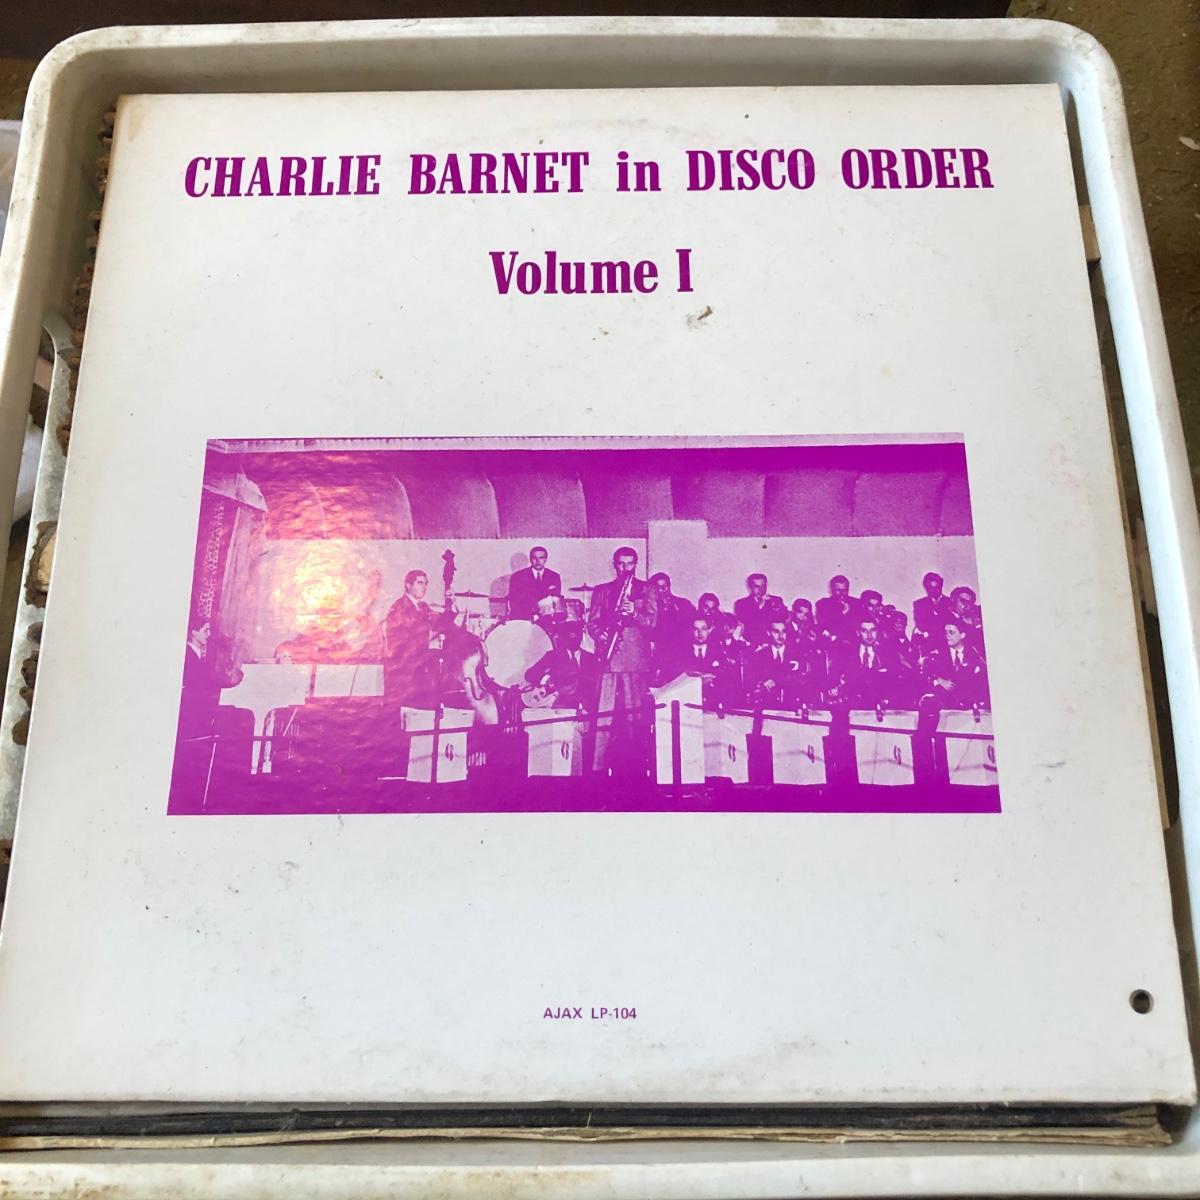 CHARLIE BARNET in DISCO ORDER
Volume I
AJAX LP-104